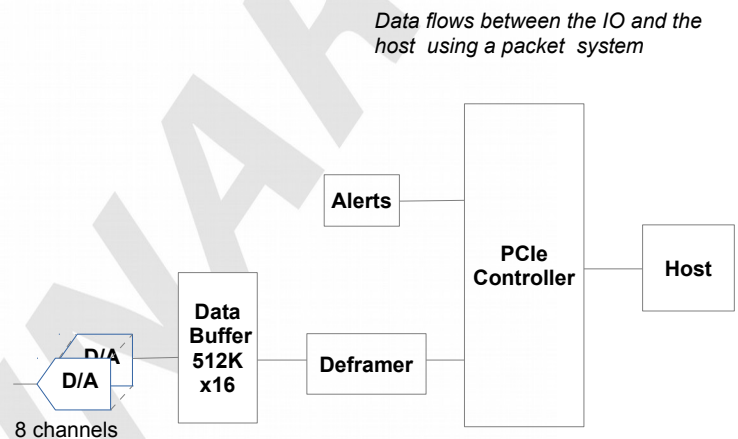 Data flows between the IO and the
host using a packet system
Alerts
PCIe
Controller
Host
Data
Buffer
512K
x16
Deframer
D/A
D/A
8 channels